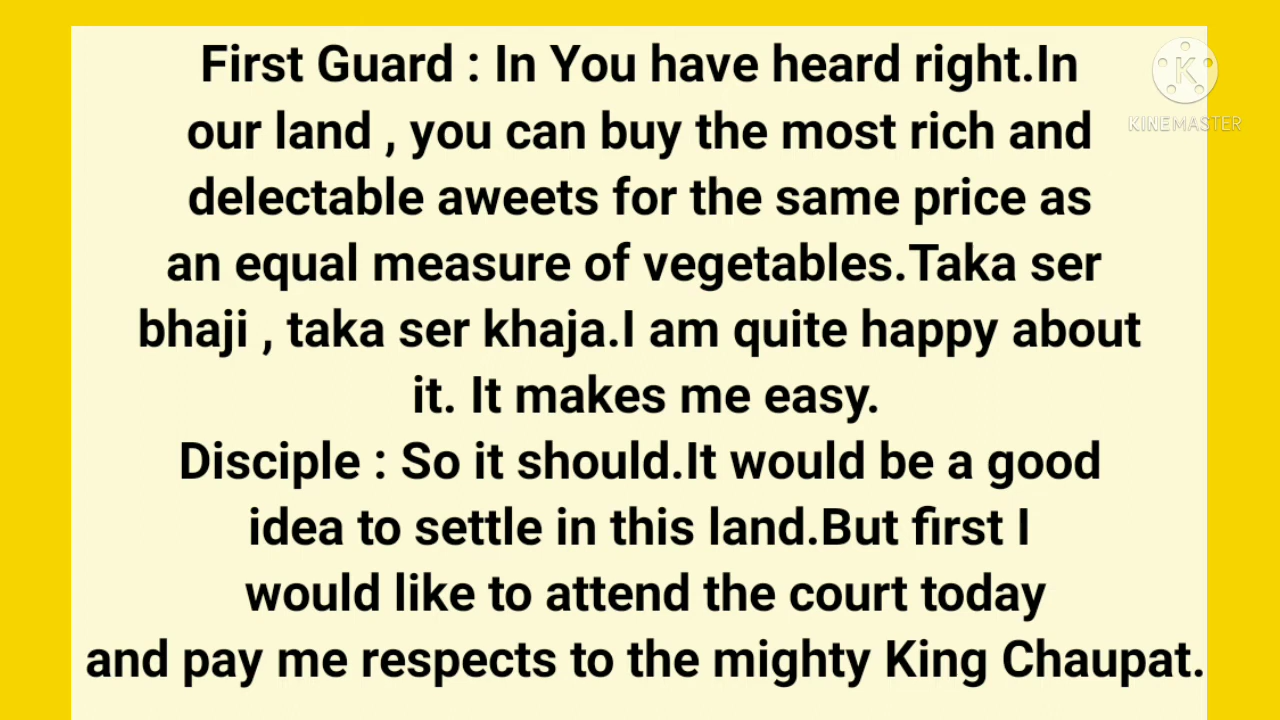 First Guard : In You have heard right.In
our land , you can buy the most rich and
delectable aweets for the same price as
an equal measure of vegetables.Taka ser
bhaji , taka ser khaja.I am quite happy about
it. It makes me easy.
Disciple : So it should.It would be a good
idea to settle in this land.But first I
would like to attend the court today
and pay me respects to the mighty King Chaupat.
K
KINEMASTER